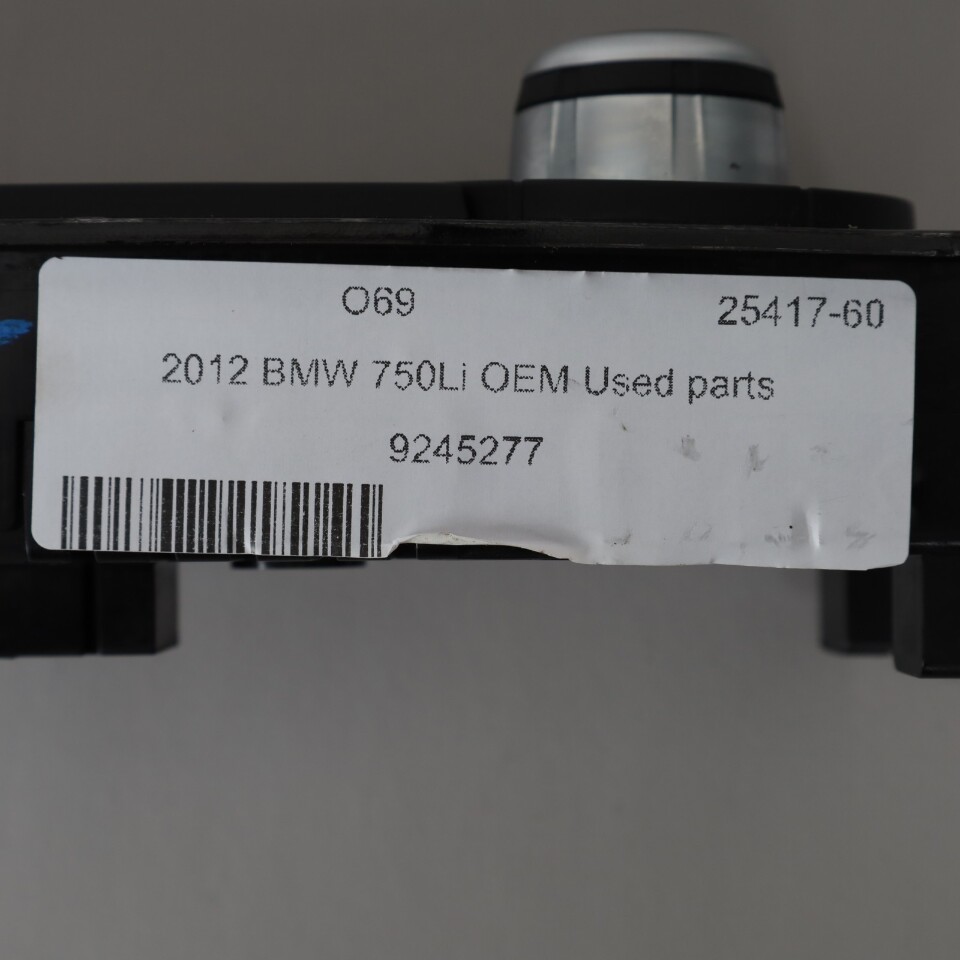 O69 25417-60
2012 BMW 750Li OEM Used parts
9245277